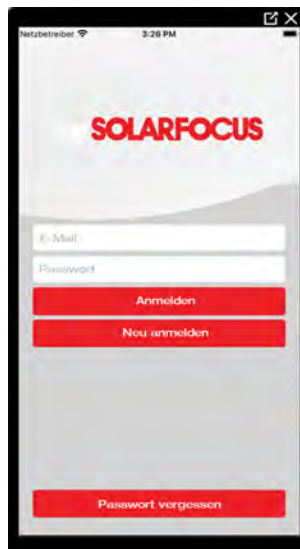 Netzbetreiber 3:26 PM
SOLARFOCUS
E-Mail
Passwort
Anmelden
Neu anmelden
Passwort vergessen